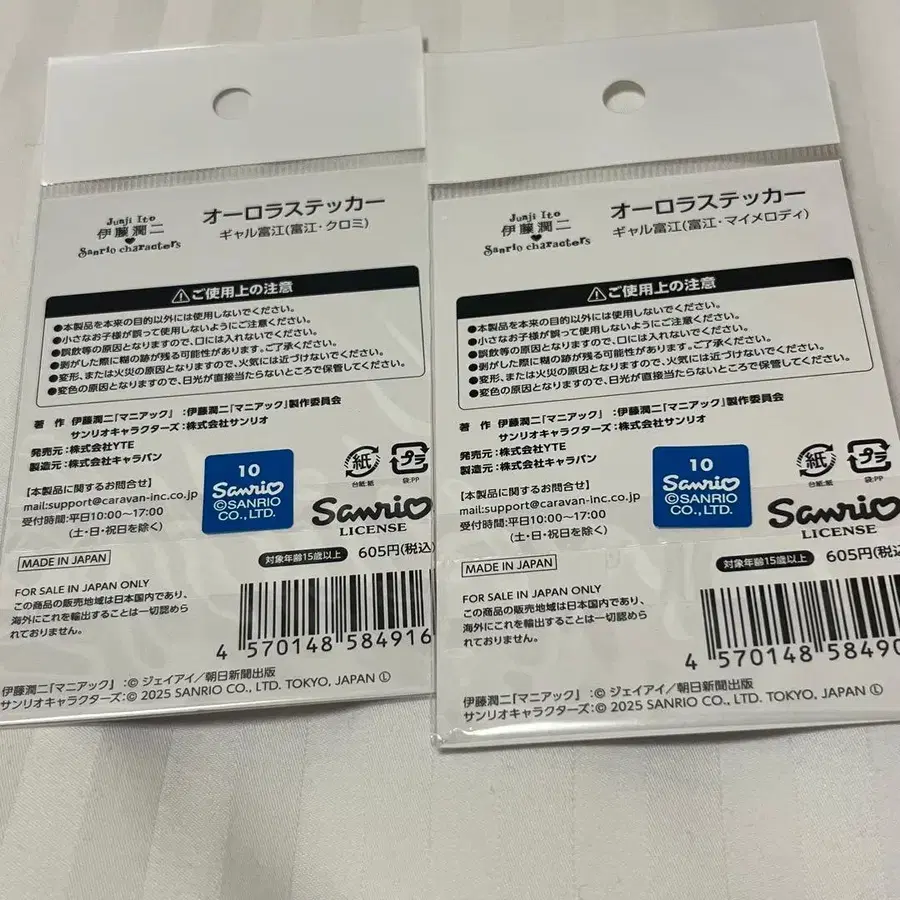 Junji Ito
伊藤潤二
Sanrio characters
オーロラステッカー
ギャル富江(富江・クロミ)
⚠ご使用上の注意
●本製品を本来の目的以外には使用しないでください。
●小さなお子様が誤って使用しないようにご注意ください。
●誤飲等の原因となりますので、口には入れないでください。
●剥がした際に糊の跡が残る可能性があります。ご了承ください。
●変形、または火災の原因となりますので、火気には近づけないでください。
●変色の原因となりますので、日光が直接当たらないところで保管してください。
著 作 伊藤潤二『マニアック』:伊藤潤二『マニアック』製作委員会
サンリオキャラクターズ:株式会社サンリオ
発売元:株式会社YTE
製造元:株式会社キャラバン
【本製品に関するお問合せ】
mail:support@caravan-inc.co.jp
受付時間:平日10:00〜17:00
(土・日・祝日を除く)
10
Sanrio
©SANRIO
CO., LTD.
紙
台紙:紙
プラ
袋:PP
Sanrio
LICENSE
MADE IN JAPAN
対象年齢15歳以上
605円(税込)
FOR SALE IN JAPAN ONLY
この商品の販売地域は日本国内であり、
海外にこれを輸出することは一切認めら
れておりません。
4 570148 584916
伊藤潤二『マニアック』:© ジェイアイ/朝日新聞出版
サンリオキャラクターズ:© 2025 SANRIO CO., LTD. TOKYO, JAPAN Ⓛ
Junji Ito
伊藤潤二
Sanrio characters
オーロラステッカー
ギャル富江(富江・マイメロディ)
⚠ご使用上の注意
●本製品を本来の目的以外には使用しないでください。
●小さなお子様が誤って使用しないようにご注意ください。
●誤飲等の原因となりますので、口には入れないでください。
●剥がした際に糊の跡が残る可能性があります。ご了承ください。
●変形、または火災の原因となりますので、火気には近づけないでください。
●変色の原因となりますので、日光が直接当たらないところで保管してください。
著 作 伊藤潤二『マニアック』:伊藤潤二『マニアック』製作委員会
サンリオキャラクターズ:株式会社サンリオ
発売元:株式会社YTE
製造元:株式会社キャラバン
【本製品に関するお問合せ】
mail:support@caravan-inc.co.jp
受付時間:平日10:00〜17:00
(土・日・祝日を除く)
10
Sanrio
©SANRIO
CO., LTD.
紙
台紙:紙
プラ
袋:PP
Sanrio
LICENSE
MADE IN JAPAN
対象年齢15歳以上
605円(税込
FOR SALE IN JAPAN ONLY
この商品の販売地域は日本国内であり、
海外にこれを輸出することは一切認めら
れておりません。
4 570148 58490
伊藤潤二『マニアック』:© ジェイアイ/朝日新聞出版
サンリオキャラクターズ:© 2025 SANRIO CO., LTD. TOKYO, JAPAN Ⓛ